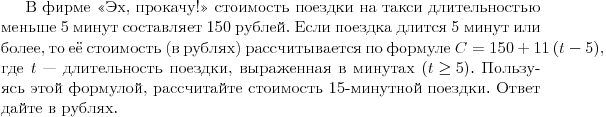 В фирме «Эх, прокачу!» стоимость поездки на такси длительностью
меньше 5 минут составляет 150 рублей. Если поездка длится 5 минут или
более, то её стоимость (в рублях) рассчитывается по формуле C = 150 + 11 (t − 5),
где t — длительность поездки, выраженная в минутах (t ≥ 5). Пользу-
ясь этой формулой, рассчитайте стоимость 15-минутной поездки. Ответ
дайте в рублях.